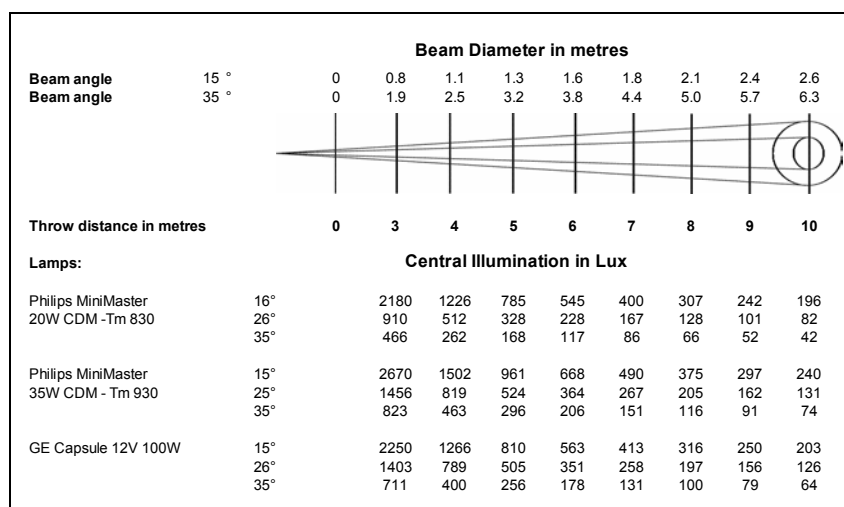 Beam Diameter in metres
Beam angle 15 ° 0 0.8 1.1 1.3 1.6 1.8 2.1 2.4 2.6
Beam angle 35 ° 0 1.9 2.5 3.2 3.8 4.4 5.0 5.7 6.3
Throw distance in metres 0 3 4 5 6 7 8 9 10
Lamps: Central Illumination in Lux
Philips MiniMaster 16° 2180 1226 785 545 400 307 242 196
20W CDM -Tm 830 26° 910 512 328 228 167 128 101 82
35° 466 262 168 117 86 66 52 42
Philips MiniMaster 15° 2670 1502 961 668 490 375 297 240
35W CDM - Tm 930 25° 1456 819 524 364 267 205 162 131
35° 823 463 296 206 151 116 91 74
GE Capsule 12V 100W 15° 2250 1266 810 563 413 316 250 203
26° 1403 789 505 351 258 197 156 126
35° 711 400 256 178 131 100 79 64